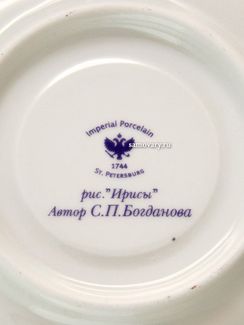 Imperial Porcelain
samovary.ru
1744
St. Petersburg
рис."Ирисы"
Автор С.П.Богданова